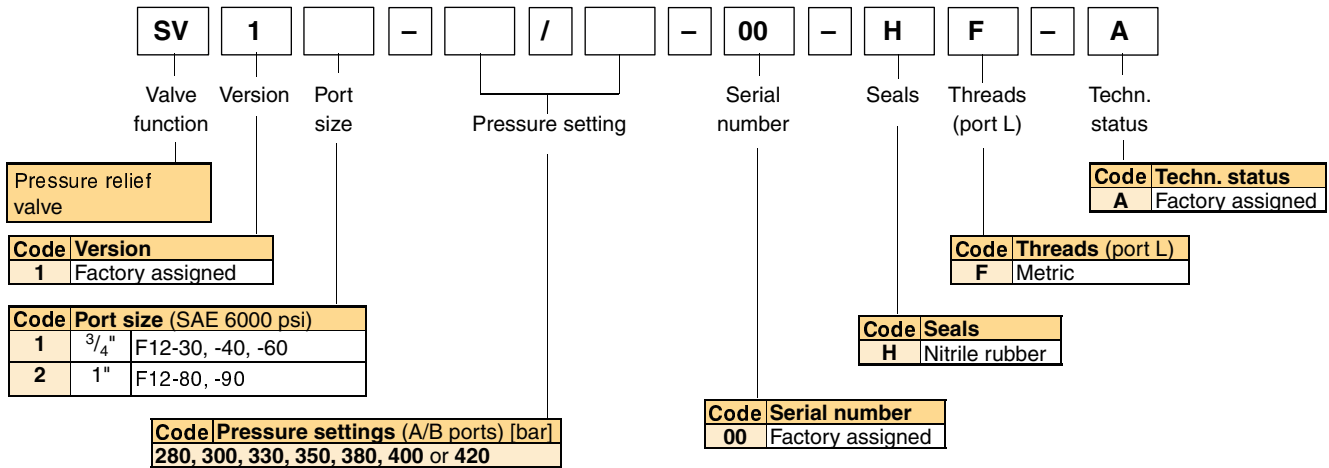 SV 1 – / – 00 – H F – A
Valve function
Version
Port size
Pressure setting
Serial number
Seals
Threads (port L)
Techn. status
Pressure relief
valve
Code Version
1 Factory assigned
Code Port size (SAE 6000 psi)
1 3/4" F12-30, -40, -60
2 1" F12-80, -90
Code Pressure settings (A/B ports) [bar]
280, 300, 330, 350, 380, 400 or 420
Code Serial number
00 Factory assigned
Code Seals
H Nitrile rubber
Code Threads (port L)
F Metric
Code Techn. status
A Factory assigned